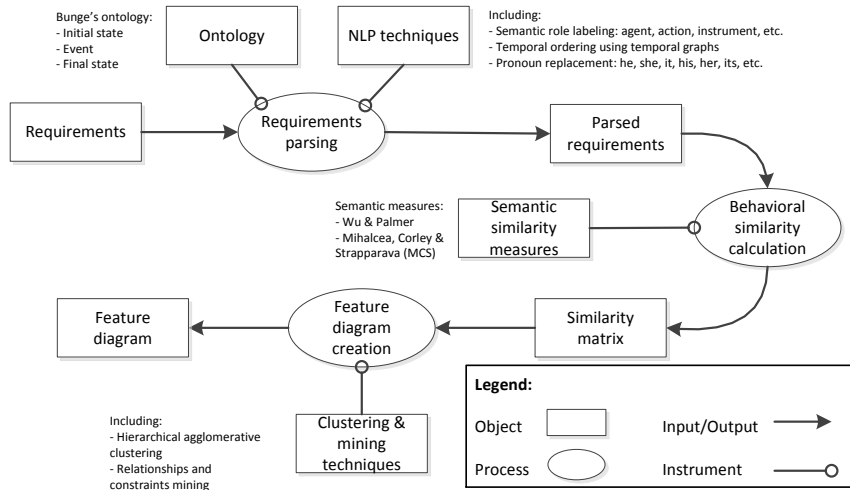 Bunge's ontology:
- Initial state
- Event
- Final state
Ontology
NLP techniques
Including:
- Semantic role labeling: agent, action, instrument, etc.
- Temporal ordering using temporal graphs
- Pronoun replacement: he, she, it, his, her, its, etc.
Requirements
Requirements
parsing
Parsed
requirements
Semantic measures:
- Wu & Palmer
- Mihalcea, Corley &
Strapparava (MCS)
Semantic
similarity
measures
Behavioral
similarity
calculation
Feature
diagram
Feature
diagram
creation
Similarity
matrix
Including:
- Hierarchical agglomerative
clustering
- Relationships and
constraints mining
Clustering &
mining
techniques
Legend:
Object
Input/Output
Process
Instrument